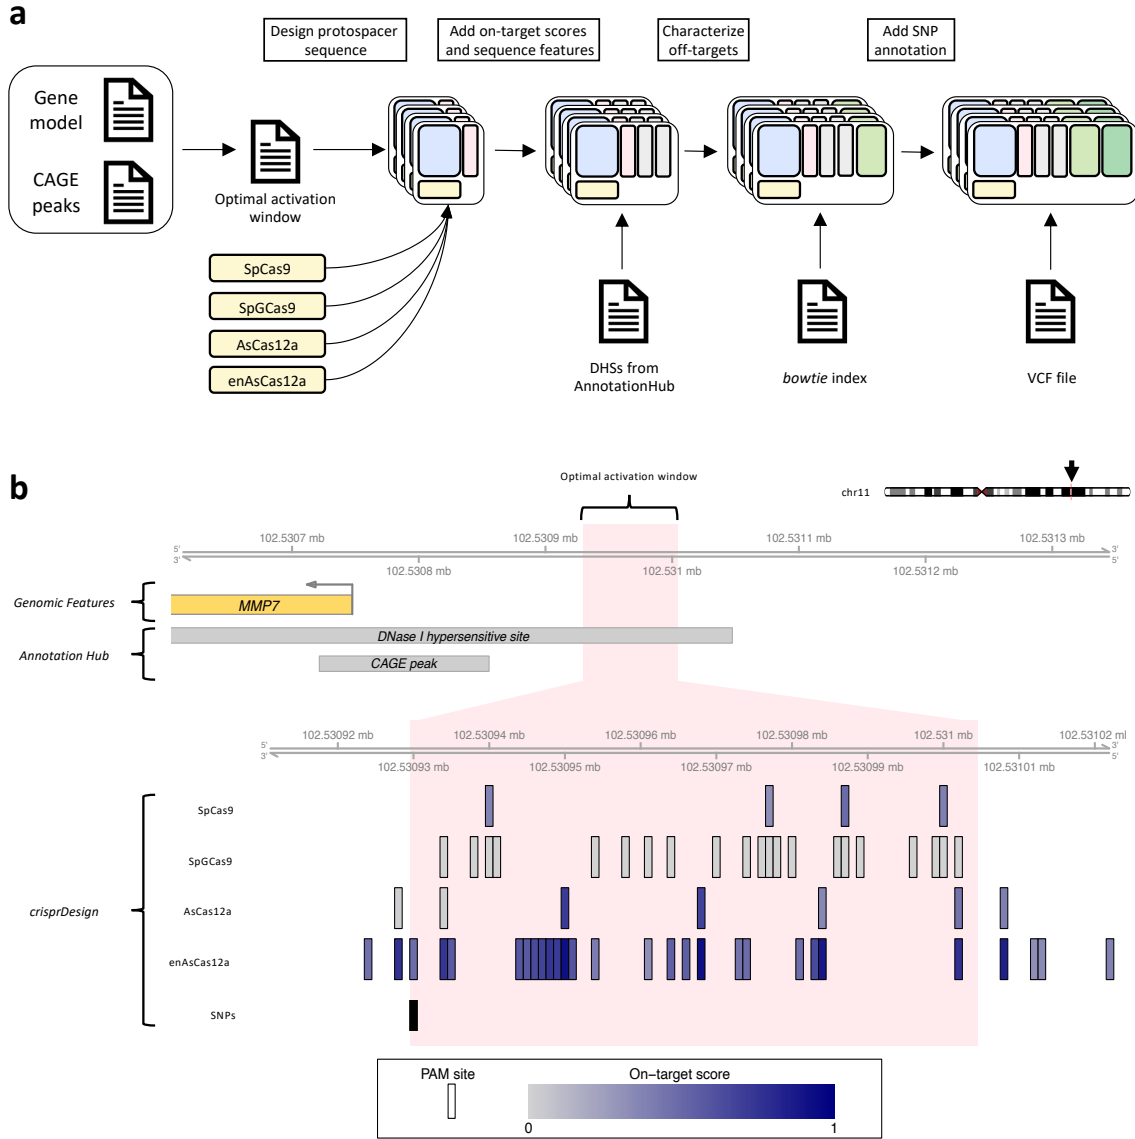 a
Design protospacer
sequence
Add on-target scores
and sequence features
Characterize
off-targets
Add SNP
annotation
Gene
model
CAGE
peaks
Optimal activation
window
SpCas9
SpGCas9
AsCas12a
enAsCas12a
DHSs from
AnnotationHub
bowtie index
VCF file
b
Optimal activation window
chr11
102.5307 mb
102.5309 mb
102.5311 mb
102.5313 mb
5'
3'
3'
5'
102.5308 mb
102.531 mb
102.5312 mb
Genomic Features
MMP7
Annotation Hub
DNase I hypersensitive site
CAGE peak
102.53092 mb
102.53094 mb
102.53096 mb
102.53098 mb
102.531 mb
102.53102 ml
5'
3'
3'
5'
102.53093 mb
102.53095 mb
102.53097 mb
102.53099 mb
102.53101 mb
crisprDesign
SpCas9
SpGCas9
AsCas12a
enAsCas12a
SNPs
PAM site
On-target score
0
1